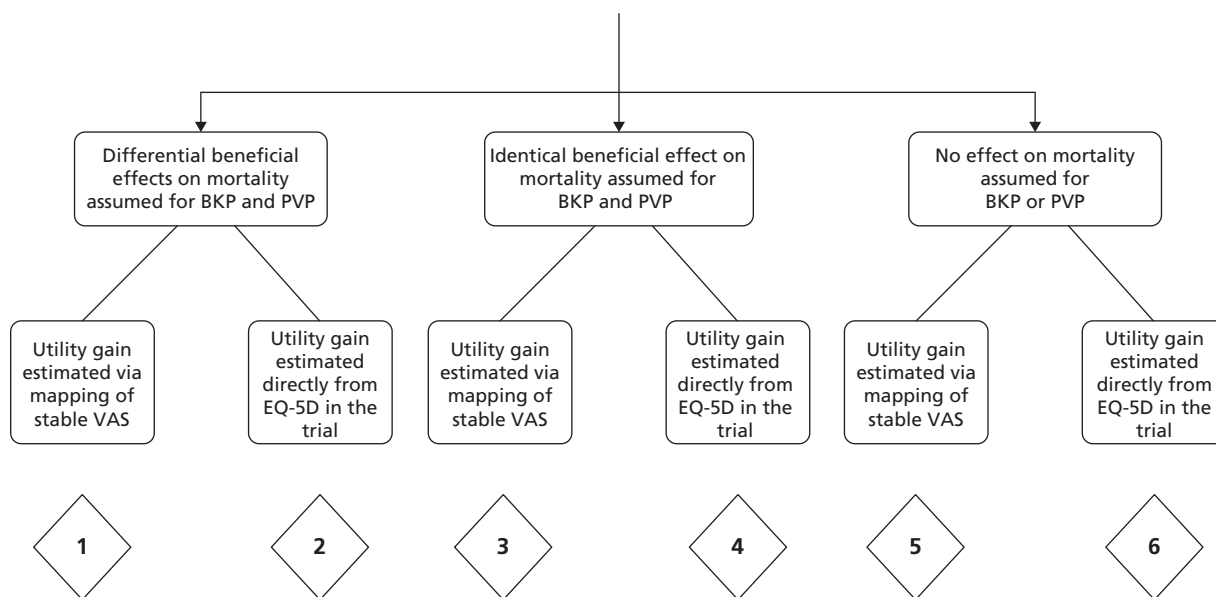 Differential beneficial
effects on mortality
assumed for BKP and PVP
Identical beneficial effect on
mortality assumed for
BKP and PVP
No effect on mortality
assumed for
BKP or PVP
Utility gain
estimated via
mapping of
stable VAS
Utility gain
estimated
directly from
EQ-5D in the
trial
Utility gain
estimated via
mapping of
stable VAS
Utility gain
estimated
directly from
EQ-5D in the
trial
Utility gain
estimated via
mapping of
stable VAS
Utility gain
estimated
directly from
EQ-5D in the
trial
1
2
3
4
5
6